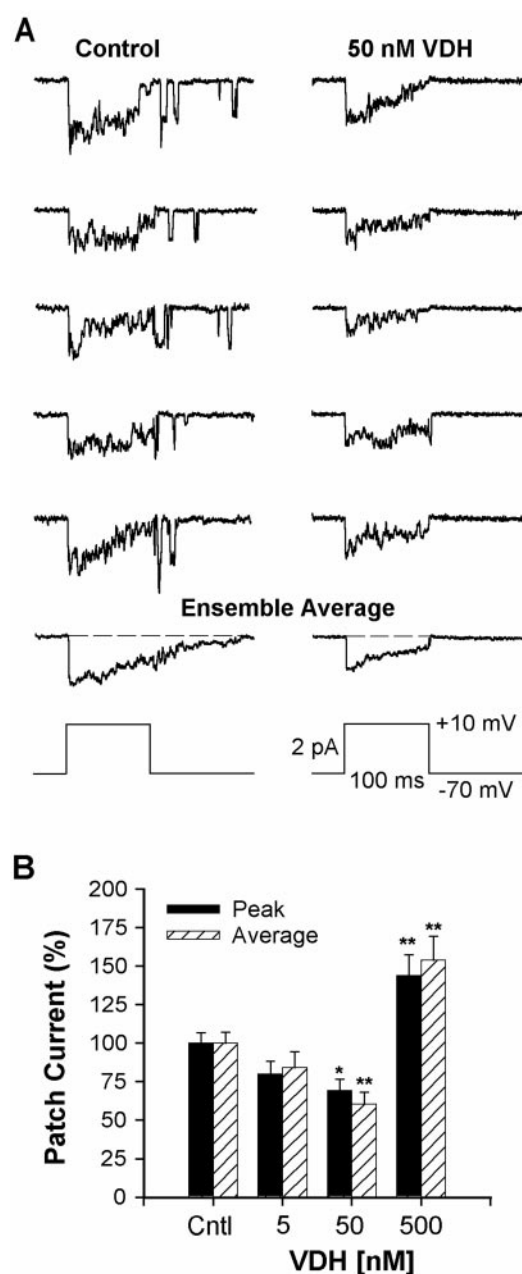 A
Control 50 nM VDH
Ensemble Average
+10 mV
2 pA
100 ms
-70 mV
B
200
175
150
125
100
75
50
25
0
Patch Current (%)
Peak
Average
* ** ** **
Cntl 5 50 500
VDH [nM]